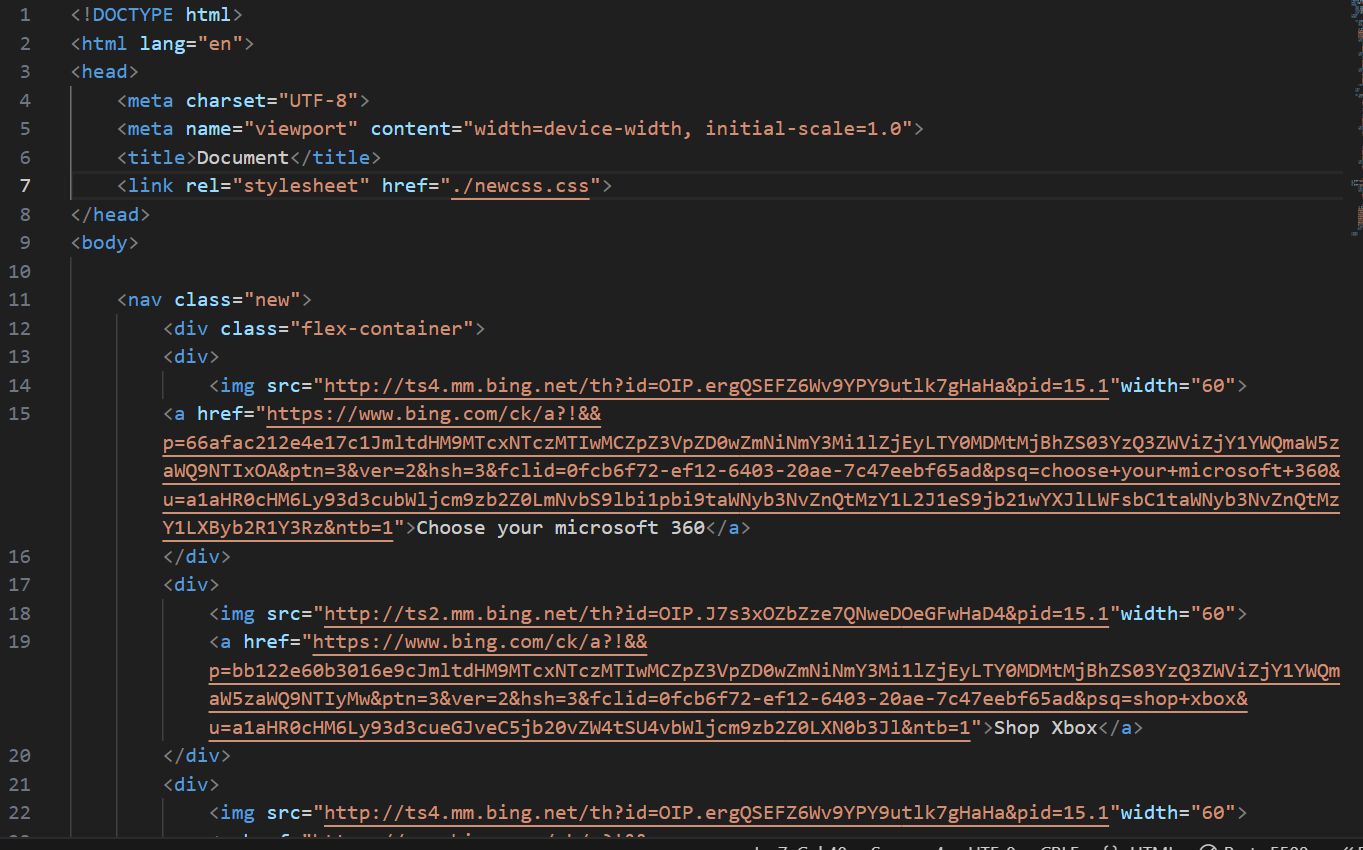 1 <!DOCTYPE html>
2 <html lang="en">
3 <head>
4 <meta charset="UTF-8">
5 <meta name="viewport" content="width=device-width, initial-scale=1.0">
6 <title>Document</title>
7 <link rel="stylesheet" href="./newcss.css">
8 </head>
9 <body>
10
11 <nav class="new">
12 <div class="flex-container">
13 <div>
14 <img src="http://ts4.mm.bing.net/th?id=OIP.ergQSEFZ6Wv9YPY9utlk7gHaHa&pid=15.1"width="60">
15 <a href="https://www.bing.com/ck/a?!&&
p=66afac212e4e17c1JmltdHM9MTcxNTczMTIwMCZpZ3VpZD0wZmNiNmY3Mi1lZjEyLTY0MDMtMjBhZS03YzQ3ZWViZjY1YWQmaW5z
aWQ9NTIxOA&ptn=3&ver=2&hsh=3&fclid=0fcb6f72-ef12-6403-20ae-7c47eebf65ad&psq=choose+your+microsoft+360&
u=a1aHR0cHM6Ly93d3cubWljcm9zb2Z0LmNvbS9lbi1pbi9taWNyb3NvZnQtMzY1L2J1eS9jb21wYXJlLWFsbC1taWNyb3NvZnQtMz
Y1LXByb2R1Y3Rz&ntb=1">Choose your microsoft 360</a>
16 </div>
17 <div>
18 <img src="http://ts2.mm.bing.net/th?id=OIP.J7s3xOZbZze7QNweDOeGFwHaD4&pid=15.1"width="60">
19 <a href="https://www.bing.com/ck/a?!&&
p=bb122e60b3016e9cJmltdHM9MTcxNTczMTIwMCZpZ3VpZD0wZmNiNmY3Mi1lZjEyLTY0MDMtMjBhZS03YzQ3ZWViZjY1YWQm
aW5zaWQ9NTIyMw&ptn=3&ver=2&hsh=3&fclid=0fcb6f72-ef12-6403-20ae-7c47eebf65ad&psq=shop+xbox&
u=a1aHR0cHM6Ly93d3cueGJveC5jb20vZW4tSU4vbWljcm9zb2Z0LXN0b3Jl&ntb=1">Shop Xbox</a>
20 </div>
21 <div>
22 <img src="http://ts4.mm.bing.net/th?id=OIP.ergQSEFZ6Wv9YPY9utlk7gHaHa&pid=15.1"width="60">